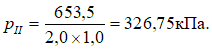 p_II = 653,5 / 2,0×1,0 = 326,75кПа.